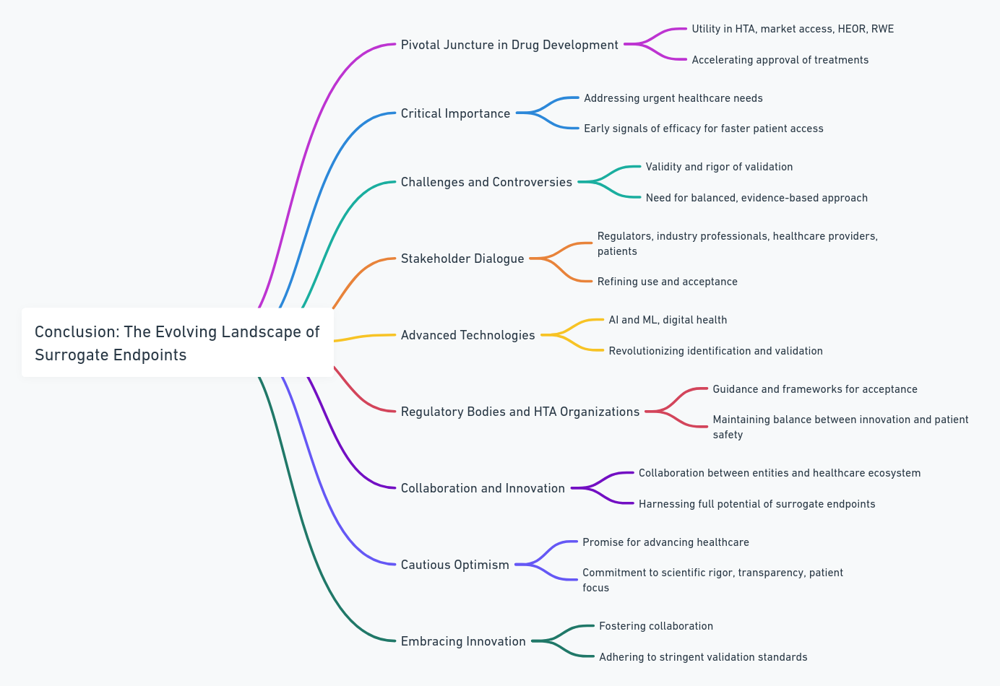 Conclusion: The Evolving Landscape of
Surrogate Endpoints
Pivotal Juncture in Drug Development
Utility in HTA, market access, HEOR, RWE
Accelerating approval of treatments
Critical Importance
Addressing urgent healthcare needs
Early signals of efficacy for faster patient access
Challenges and Controversies
Validity and rigor of validation
Need for balanced, evidence-based approach
Stakeholder Dialogue
Regulators, industry professionals, healthcare providers,
patients
Refining use and acceptance
Advanced Technologies
AI and ML, digital health
Revolutionizing identification and validation
Regulatory Bodies and HTA Organizations
Guidance and frameworks for acceptance
Maintaining balance between innovation and patient
safety
Collaboration and Innovation
Collaboration between entities and healthcare ecosystem
Harnessing full potential of surrogate endpoints
Cautious Optimism
Promise for advancing healthcare
Commitment to scientific rigor, transparency, patient
focus
Embracing Innovation
Fostering collaboration
Adhering to stringent validation standards